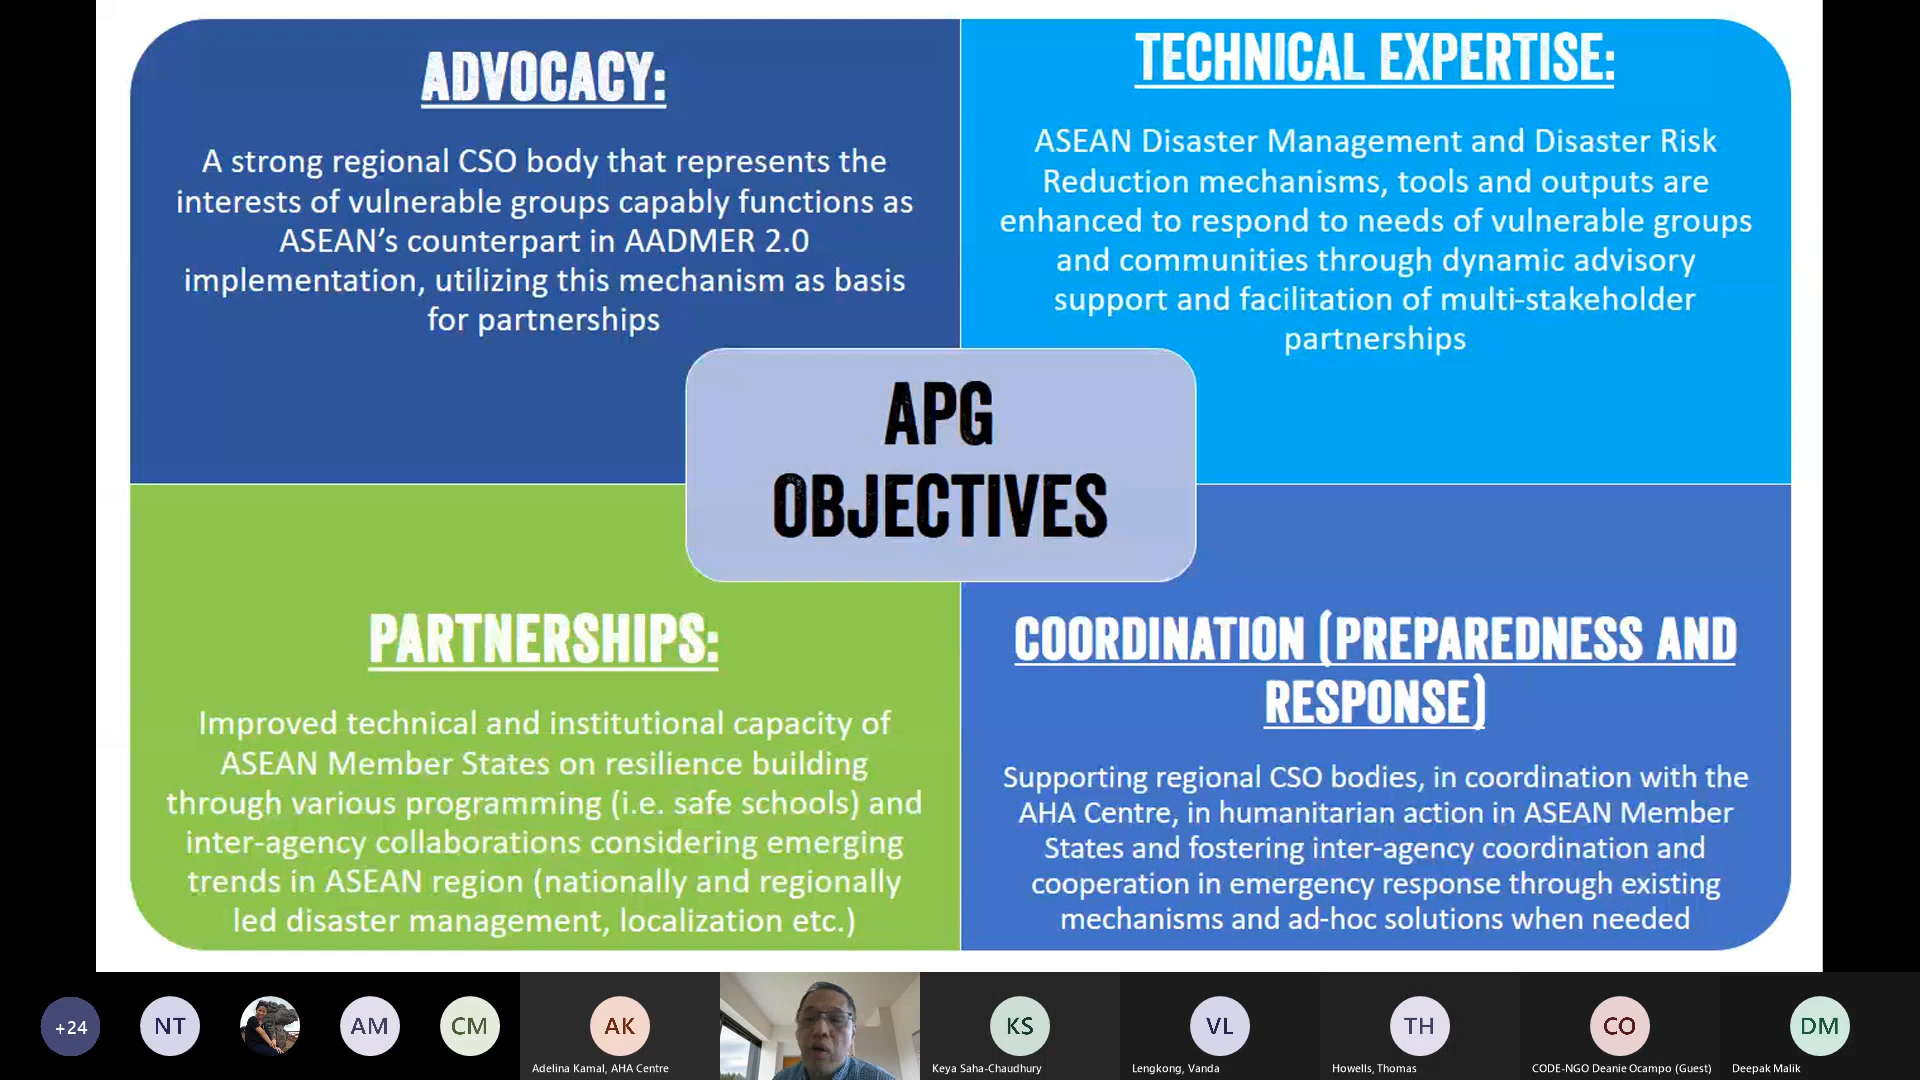 ADVOCACY:
A strong regional CSO body that represents the
interests of vulnerable groups capably functions as
ASEAN’s counterpart in AADMER 2.0
implementation, utilizing this mechanism as basis
for partnerships
TECHNICAL EXPERTISE:
ASEAN Disaster Management and Disaster Risk
Reduction mechanisms, tools and outputs are
enhanced to respond to needs of vulnerable groups
and communities through dynamic advisory
support and facilitation of multi-stakeholder
partnerships
APG
OBJECTIVES
PARTNERSHIPS:
Improved technical and institutional capacity of
ASEAN Member States on resilience building
through various programming (i.e. safe schools) and
inter-agency collaborations considering emerging
trends in ASEAN region (nationally and regionally
led disaster management, localization etc.)
COORDINATION (PREPAREDNESS AND
RESPONSE)
Supporting regional CSO bodies, in coordination with the
AHA Centre, in humanitarian action in ASEAN Member
States and fostering inter-agency coordination and
cooperation in emergency response through existing
mechanisms and ad-hoc solutions when needed
+24
NT
AM
CM
AK
Adelina Kamal, AHA Centre
KS
Keya Saha-Chaudhury
VL
Lengkong, Vanda
TH
Howells, Thomas
CO
CODE-NGO Deanie Ocampo (Guest)
DM
Deepak Malik